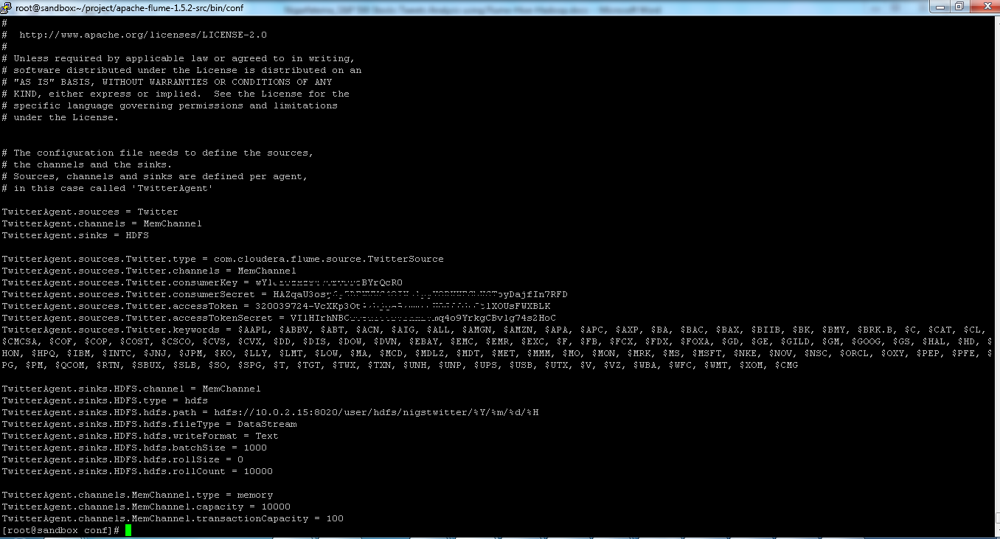 root@sandbox:~/project/apache-flume-1.5.2-src/bin/conf
#
#  http://www.apache.org/licenses/LICENSE-2.0
#
# Unless required by applicable law or agreed to in writing,
# software distributed under the License is distributed on an
# "AS IS" BASIS, WITHOUT WARRANTIES OR CONDITIONS OF ANY
# KIND, either express or implied.  See the License for the
# specific language governing permissions and limitations
# under the License.
# The configuration file needs to define the sources,
# the channels and the sinks.
# Sources, channels and sinks are defined per agent,
# in this case called 'TwitterAgent'
TwitterAgent.sources = Twitter
TwitterAgent.channels = MemChannel
TwitterAgent.sinks = HDFS
TwitterAgent.sources.Twitter.type = com.cloudera.flume.source.TwitterSource
TwitterAgent.sources.Twitter.channels = MemChannel
TwitterAgent.sources.Twitter.consumerKey =
TwitterAgent.sources.Twitter.consumerSecret =
TwitterAgent.sources.Twitter.accessToken =
TwitterAgent.sources.Twitter.accessTokenSecret =
TwitterAgent.sources.Twitter.keywords = $AAPL, $ABBV, $ABT, $ACN, $AIG, $ALL, $AMGN, $AMZN, $APA, $APC, $AXP, $BA, $BAC, $BAX, $BIIB, $BK, $BMY, $BRK.B, $C, $CAT, $CL,
$CMCSA, $COF, $COP, $COST, $CSCO, $CVS, $CVX, $DD, $DIS, $DOW, $DVN, $EBAY, $EMC, $EMR, $EXC, $F, $FB, $FCX, $FDX, $FOXA, $GD, $GE, $GILD, $GM, $GOOG, $GS, $HAL, $HD, $
HON, $HPQ, $IBM, $INTC, $JNJ, $JPM, $KO, $LLY, $LMT, $LOW, $MA, $MCD, $MDLZ, $MDT, $MET, $MMM, $MO, $MON, $MRK, $MS, $MSFT, $NKE, $NOV, $NSC, $ORCL, $OXY, $PEP, $PFE, $
PG, $PM, $QCOM, $RTN, $SBUX, $SLB, $SO, $SPG, $T, $TGT, $TWX, $TXN, $UNH, $UNP, $UPS, $USB, $UTX, $V, $VZ, $WBA, $WFC, $WMT, $XOM, $CMG
TwitterAgent.sinks.HDFS.channel = MemChannel
TwitterAgent.sinks.HDFS.type = hdfs
TwitterAgent.sinks.HDFS.hdfs.path = hdfs://10.0.2.15:8020/user/hdfs/nigstwitter/%Y/%m/%d/%H
TwitterAgent.sinks.HDFS.hdfs.fileType = DataStream
TwitterAgent.sinks.HDFS.hdfs.writeFormat = Text
TwitterAgent.sinks.HDFS.hdfs.batchSize = 1000
TwitterAgent.sinks.HDFS.hdfs.rollSize = 0
TwitterAgent.sinks.HDFS.hdfs.rollCount = 10000
TwitterAgent.channels.MemChannel.type = memory
TwitterAgent.channels.MemChannel.capacity = 10000
TwitterAgent.channels.MemChannel.transactionCapacity = 100
[root@sandbox conf]#